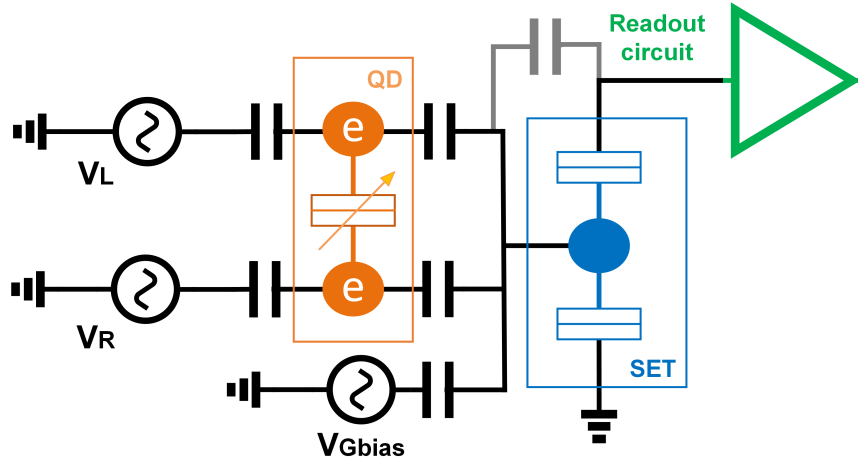 Readout
circuit
QD
e
VL
e
VR
SET
VGbias